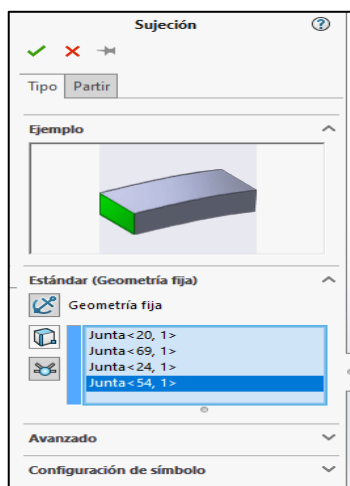 Sujeción
Tipo Partir
Ejemplo
Estándar (Geometría fija)
Geometría fija
Junta<20, 1>
Junta<69, 1>
Junta<24, 1>
Junta<54, 1>
Avanzado
Configuración de símbolo